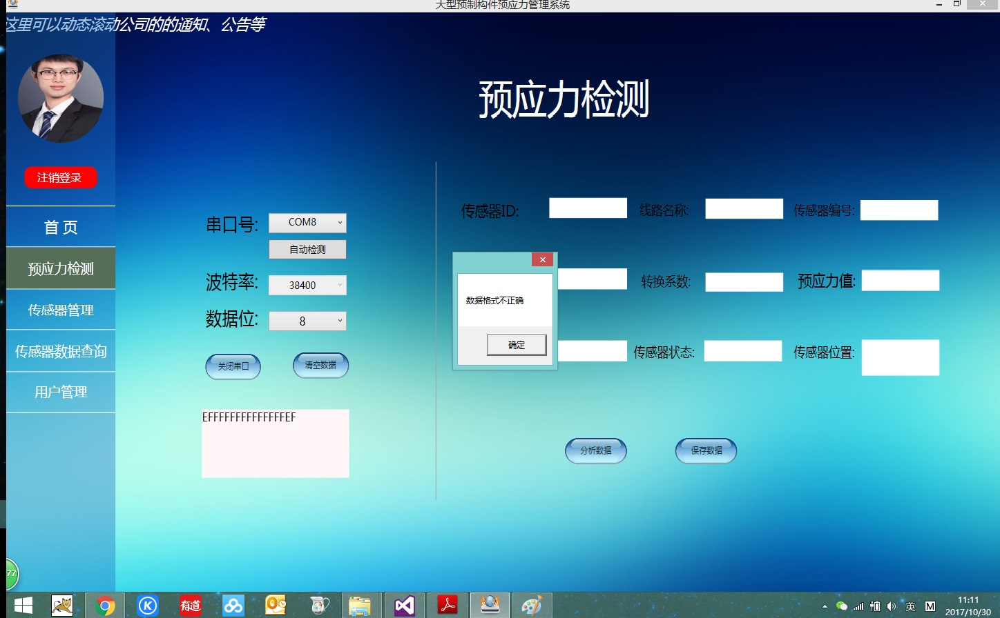 大型预制构件预应力管理系统
这里可以动态滚动公司的的通知、公告等
预应力检测
注销登录
首 页
预应力检测
传感器管理
传感器数据查询
用户管理
串口号:
COM8
自动检测
波特率:
38400
数据位:
8
关闭串口
清空数据
EFFFFFFFFFFFFFFFEF
传感器ID:
线路名称:
传感器编号:
转换系数:
预应力值:
传感器状态:
传感器位置:
数据格式不正确
确定
分析数据
保存数据
77
有道
英
M
11:11
2017/10/30